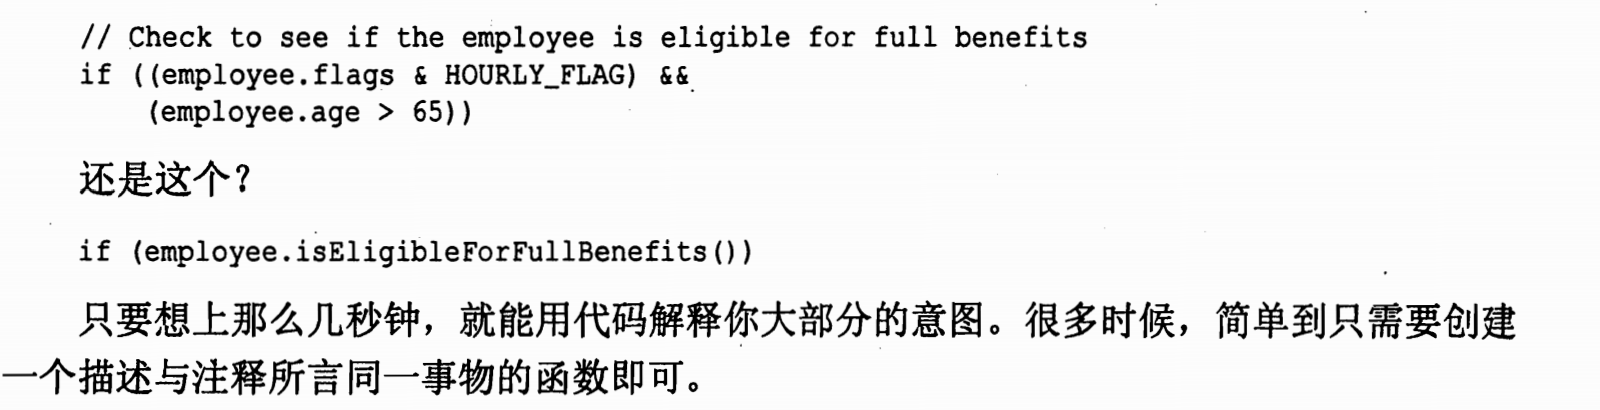 // Check to see if the employee is eligible for full benefits
if ((employee.flags & HOURLY_FLAG) &&
(employee.age > 65))
还是这个?
if (employee.isEligibleForFullBenefits())
只要想上那么几秒钟，就能用代码解释你大部分的意图。很多时候，简单到只需要创建
一个描述与注释所言同一事物的函数即可。